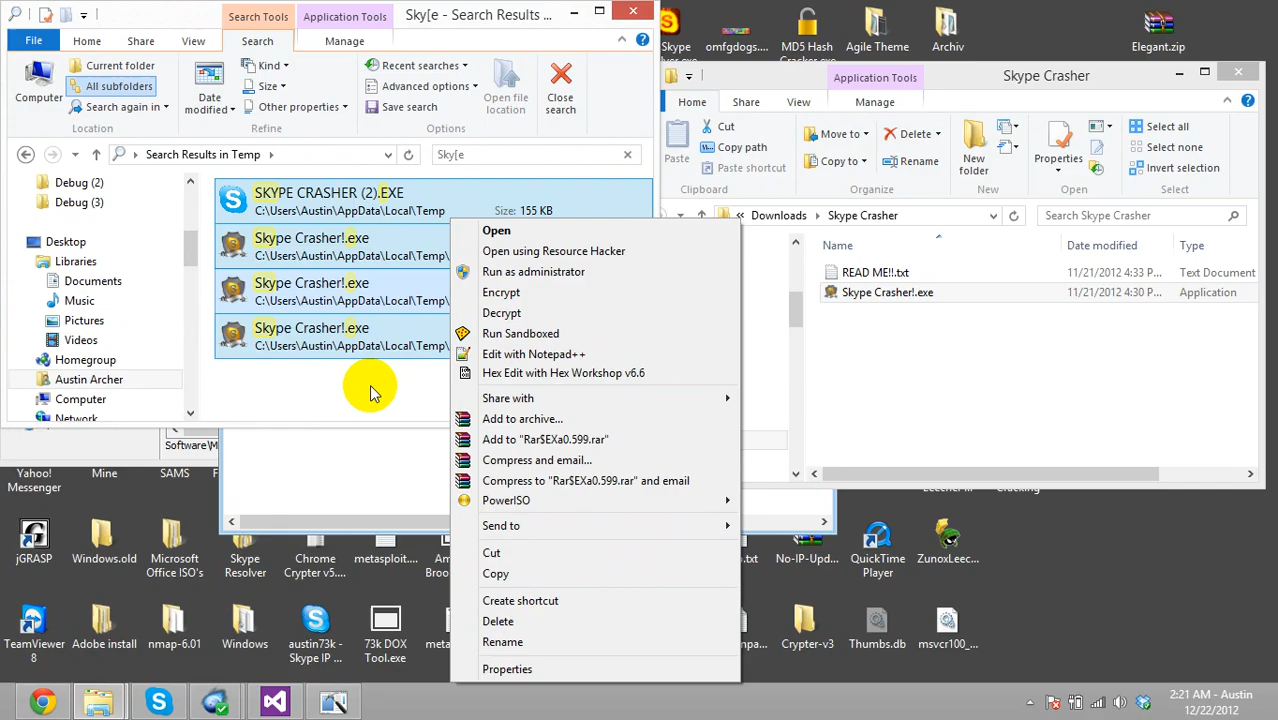 Search Tools
Application Tools
Sky[e - Search Results ...
File
Home
Share
View
Search
Manage
Computer
Current folder
All subfolders
Search again in
Location
Date modified
Kind
Size
Other properties
Refine
Recent searches
Advanced options
Save search
Options
Open file location
Close search
Search Results in Temp
Sky[e
Debug (2)
Debug (3)
Desktop
Libraries
Documents
Music
Pictures
Videos
Homegroup
Austin Archer
Computer
Network
SKYPE CRASHER (2).EXE
C:\Users\Austin\AppData\Local\Temp
Size: 155 KB
Skype Crasher!.exe
C:\Users\Austin\AppData\Local\Temp\
Skype Crasher!.exe
C:\Users\Austin\AppData\Local\Temp\
Skype Crasher!.exe
C:\Users\Austin\AppData\Local\Temp\
Open
Open using Resource Hacker
Run as administrator
Encrypt
Decrypt
Run Sandboxed
Edit with Notepad++
Hex Edit with Hex Workshop v6.6
Share with
Add to archive...
Add to "Rar$EXa0.599.rar"
Compress and email...
Compress to "Rar$EXa0.599.rar" and email
PowerISO
Send to
Cut
Copy
Create shortcut
Delete
Rename
Properties
Skype
omfgdogs....
MD5 Hash
Agile Theme
Archiv
Elegant.zip
Application Tools
Skype Crasher
Home
Share
View
Manage
Paste
Cut
Copy path
Paste shortcut
Clipboard
Move to
Copy to
Delete
Rename
Organize
New folder
New
Properties
Open
Select all
Select none
Invert selection
Select
Downloads
Skype Crasher
Search Skype Crasher
Name
Date modified
Type
READ ME!!.txt
11/21/2012 4:33 P...
Text Document
Skype Crasher!.exe
11/21/2012 4:30 P...
Application
Software\M
Yahoo! Messenger
Mine
SAMS
jGRASP
Windows.old
Microsoft Office ISO's
Skype Resolver
Chrome Crypter v5....
metasploit....
No-IP-Upd...
QuickTime Player
ZunoxLeec...
TeamViewer 8
Adobe install
nmap-6.01
Windows
austin73k - Skype IP ...
73k DOX Tool.exe
Crypter-v3
Thumbs.db
msvcr100_...
2:21 AM - Austin
12/22/2012